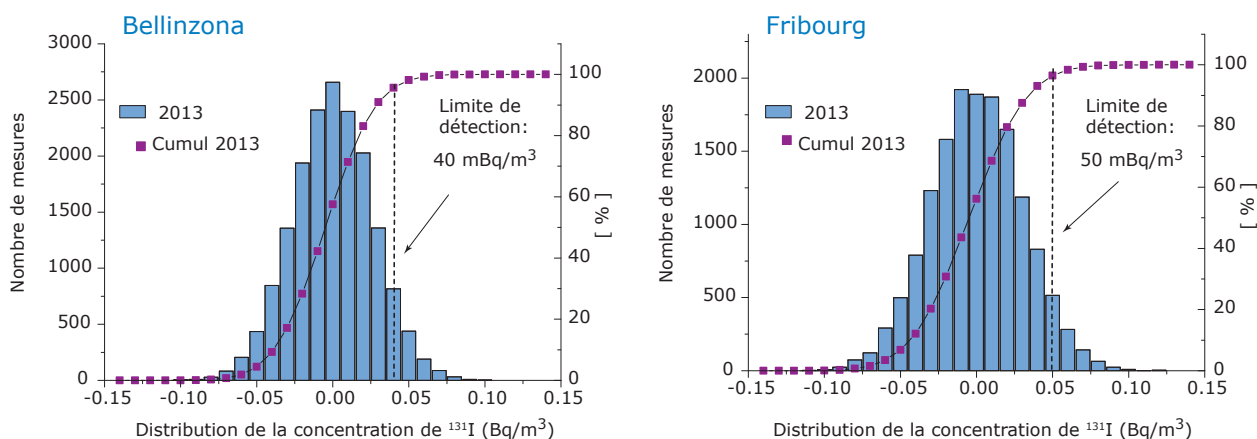 Bellinzona
3000
2500
2000
1500
1000
500
0
Nombre de mesures
2013
Cumul 2013
Limite de
détection:
40 mBq/m³
100
80
60
40
20
0
[ % ]
-0.15 -0.10 -0.05 0.00 0.05 0.10 0.15
Distribution de la concentration de ¹³¹I (Bq/m³)
Fribourg
2000
1500
1000
500
0
Nombre de mesures
2013
Cumul 2013
Limite de
détection:
50 mBq/m³
100
80
60
40
20
0
[ % ]
-0.15 -0.10 -0.05 0.00 0.05 0.10 0.15
Distribution de la concentration de ¹³¹I (Bq/m³)